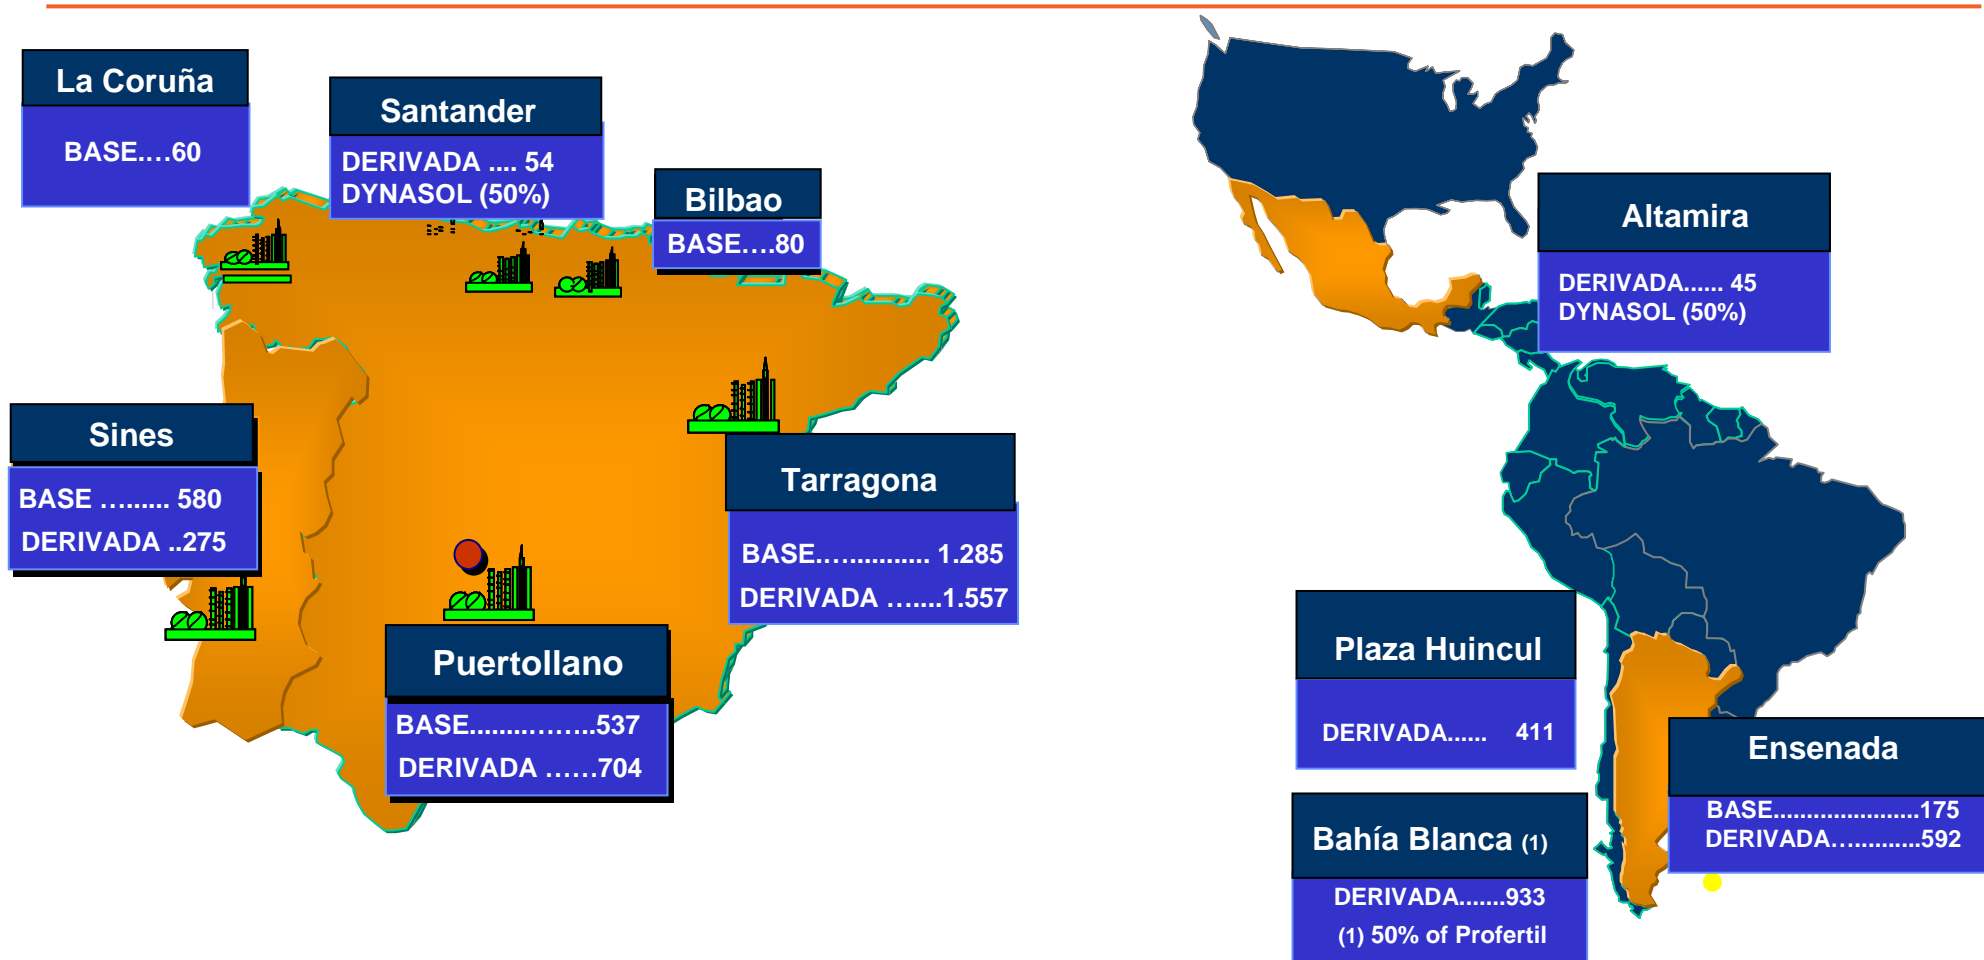 La Coruña
BASE....60
Santander
DERIVADA .... 54
DYNASOL (50%)
Bilbao
BASE....80
Sines
BASE .......... 580
DERIVADA ..275
Tarragona
BASE................. 1.285
DERIVADA ........1.557
Puertollano
BASE.................537
DERIVADA ......704
Altamira
DERIVADA...... 45
DYNASOL (50%)
Plaza Huincul
DERIVADA...... 411
Ensenada
BASE......................175
DERIVADA.............592
Bahía Blanca (1)
DERIVADA.......933
(1) 50% of Profertil